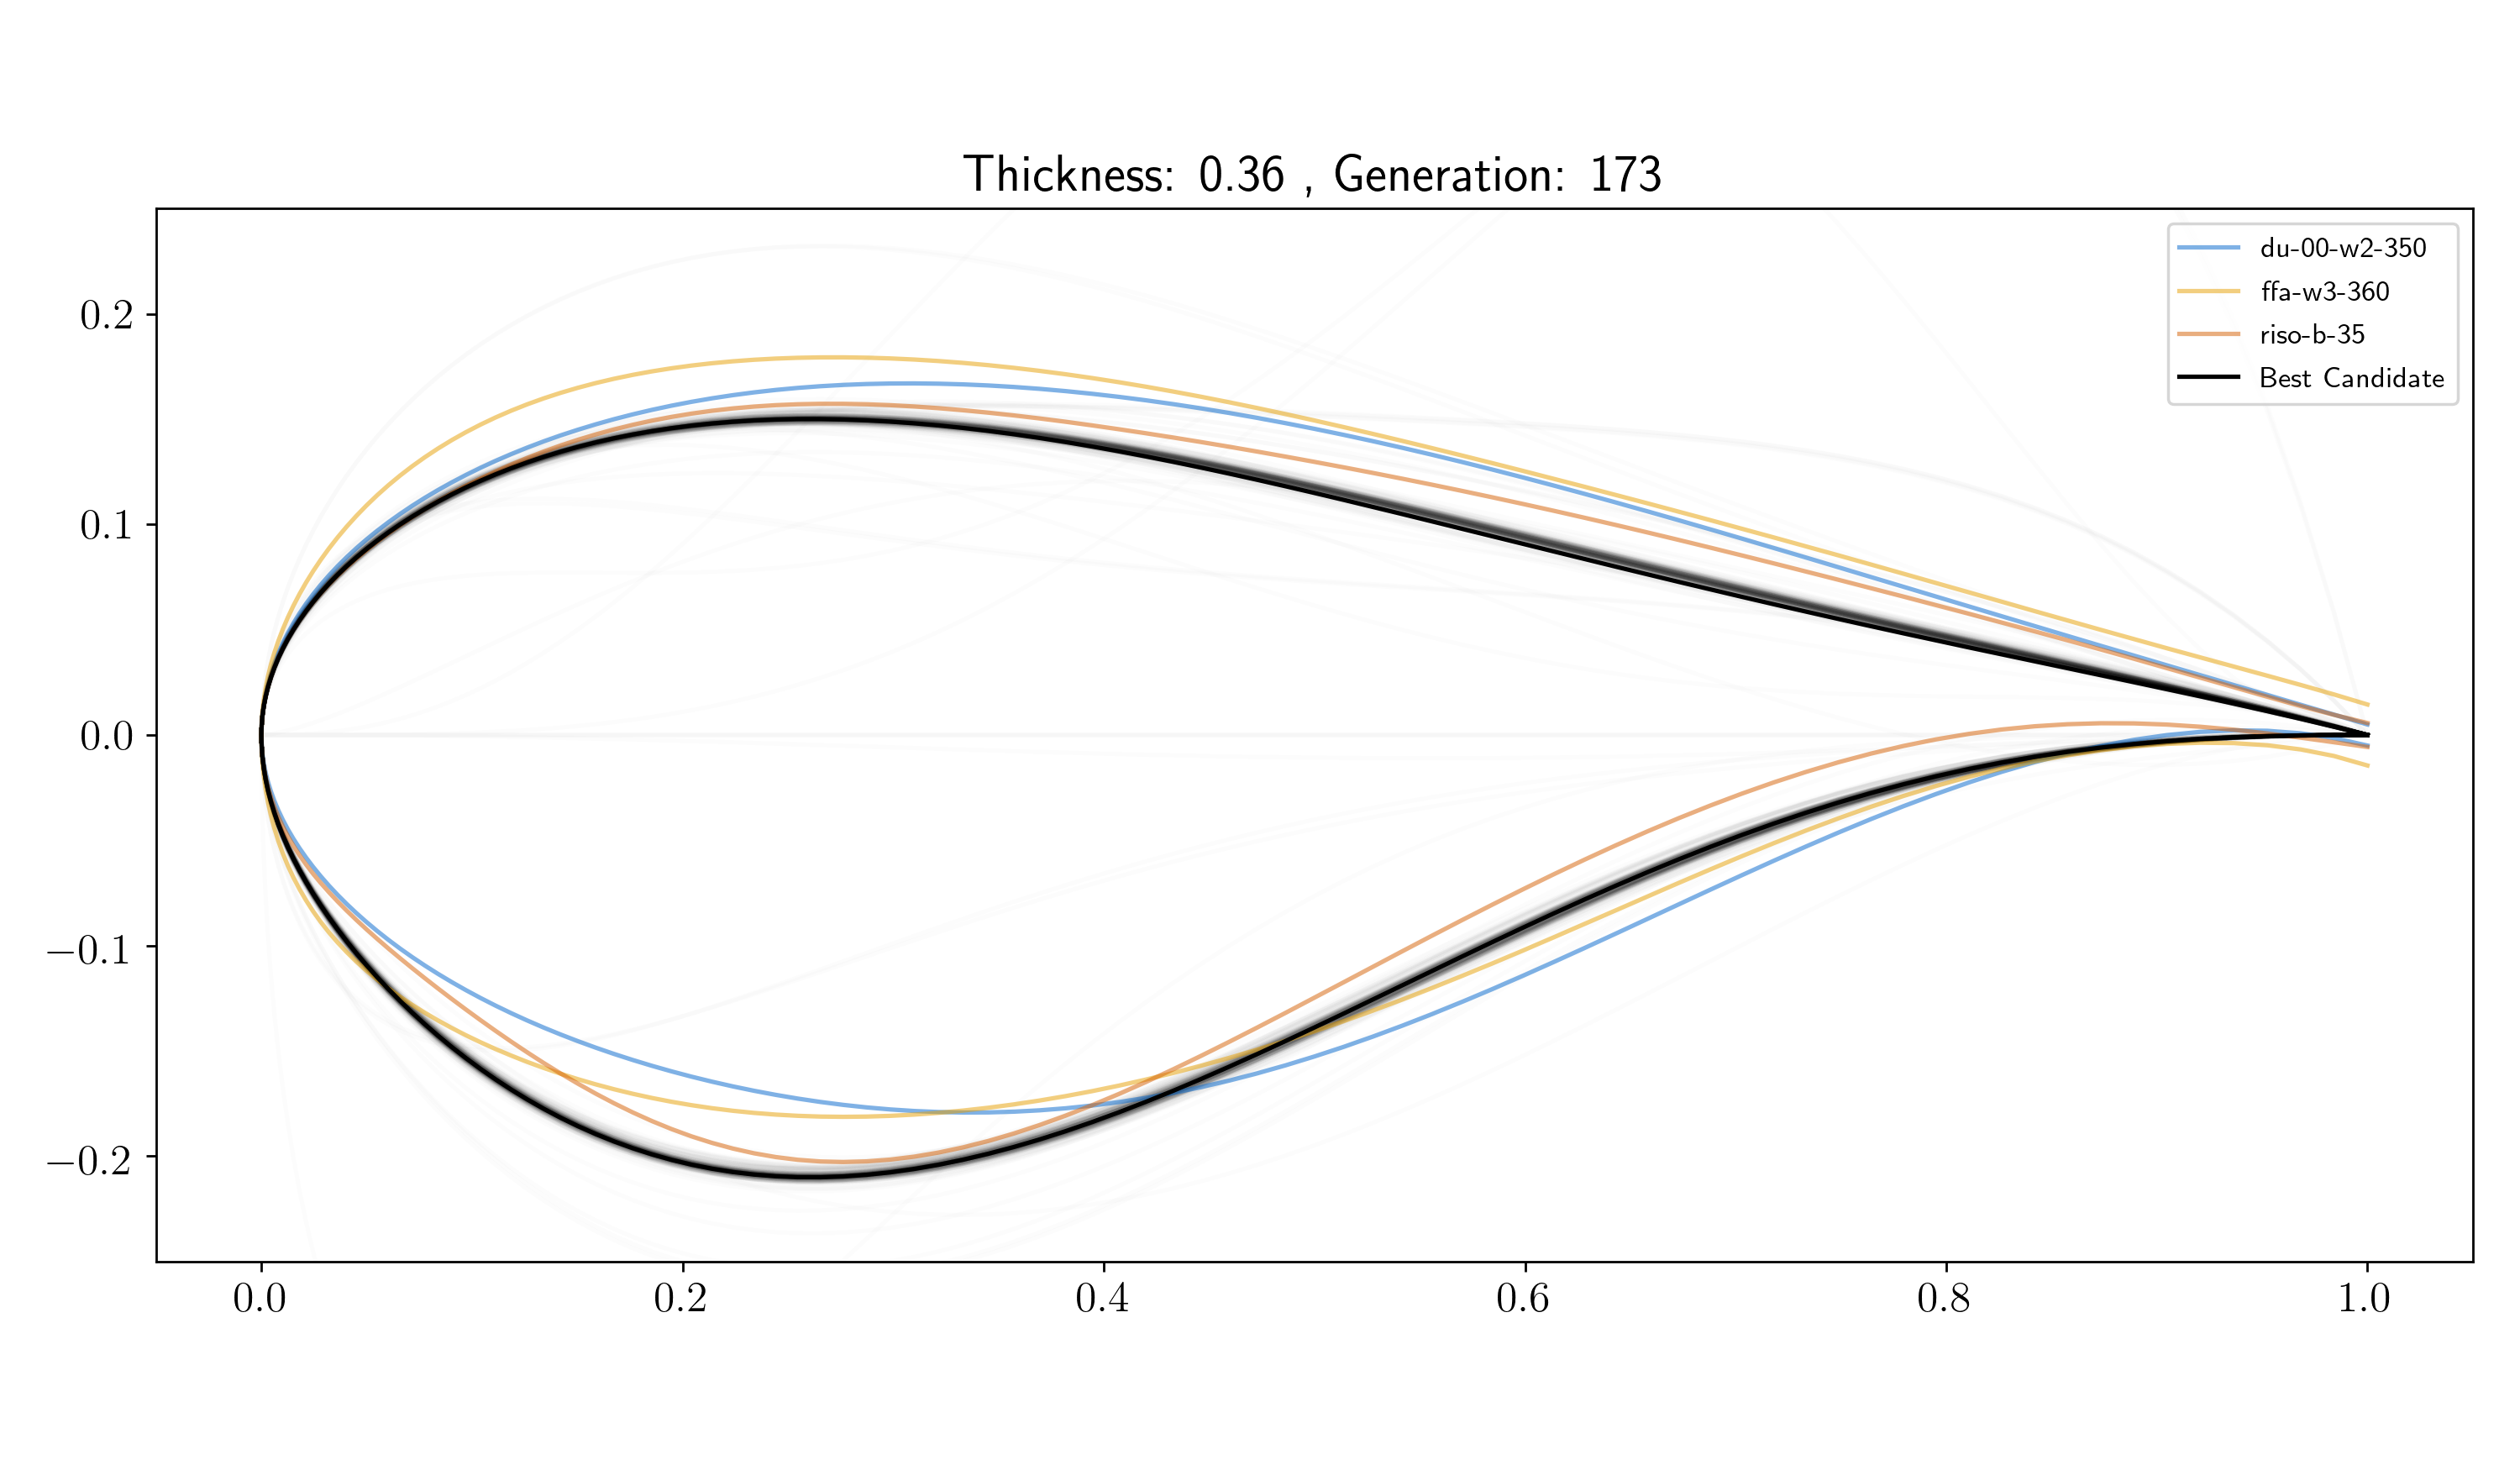 Thickness: 0.36 , Generation: 173
du-00-w2-350
ffa-w3-360
riso-b-35
Best Candidate
0.2
0.1
0.0
−0.1
−0.2
0.0 0.2 0.4 0.6 0.8 1.0